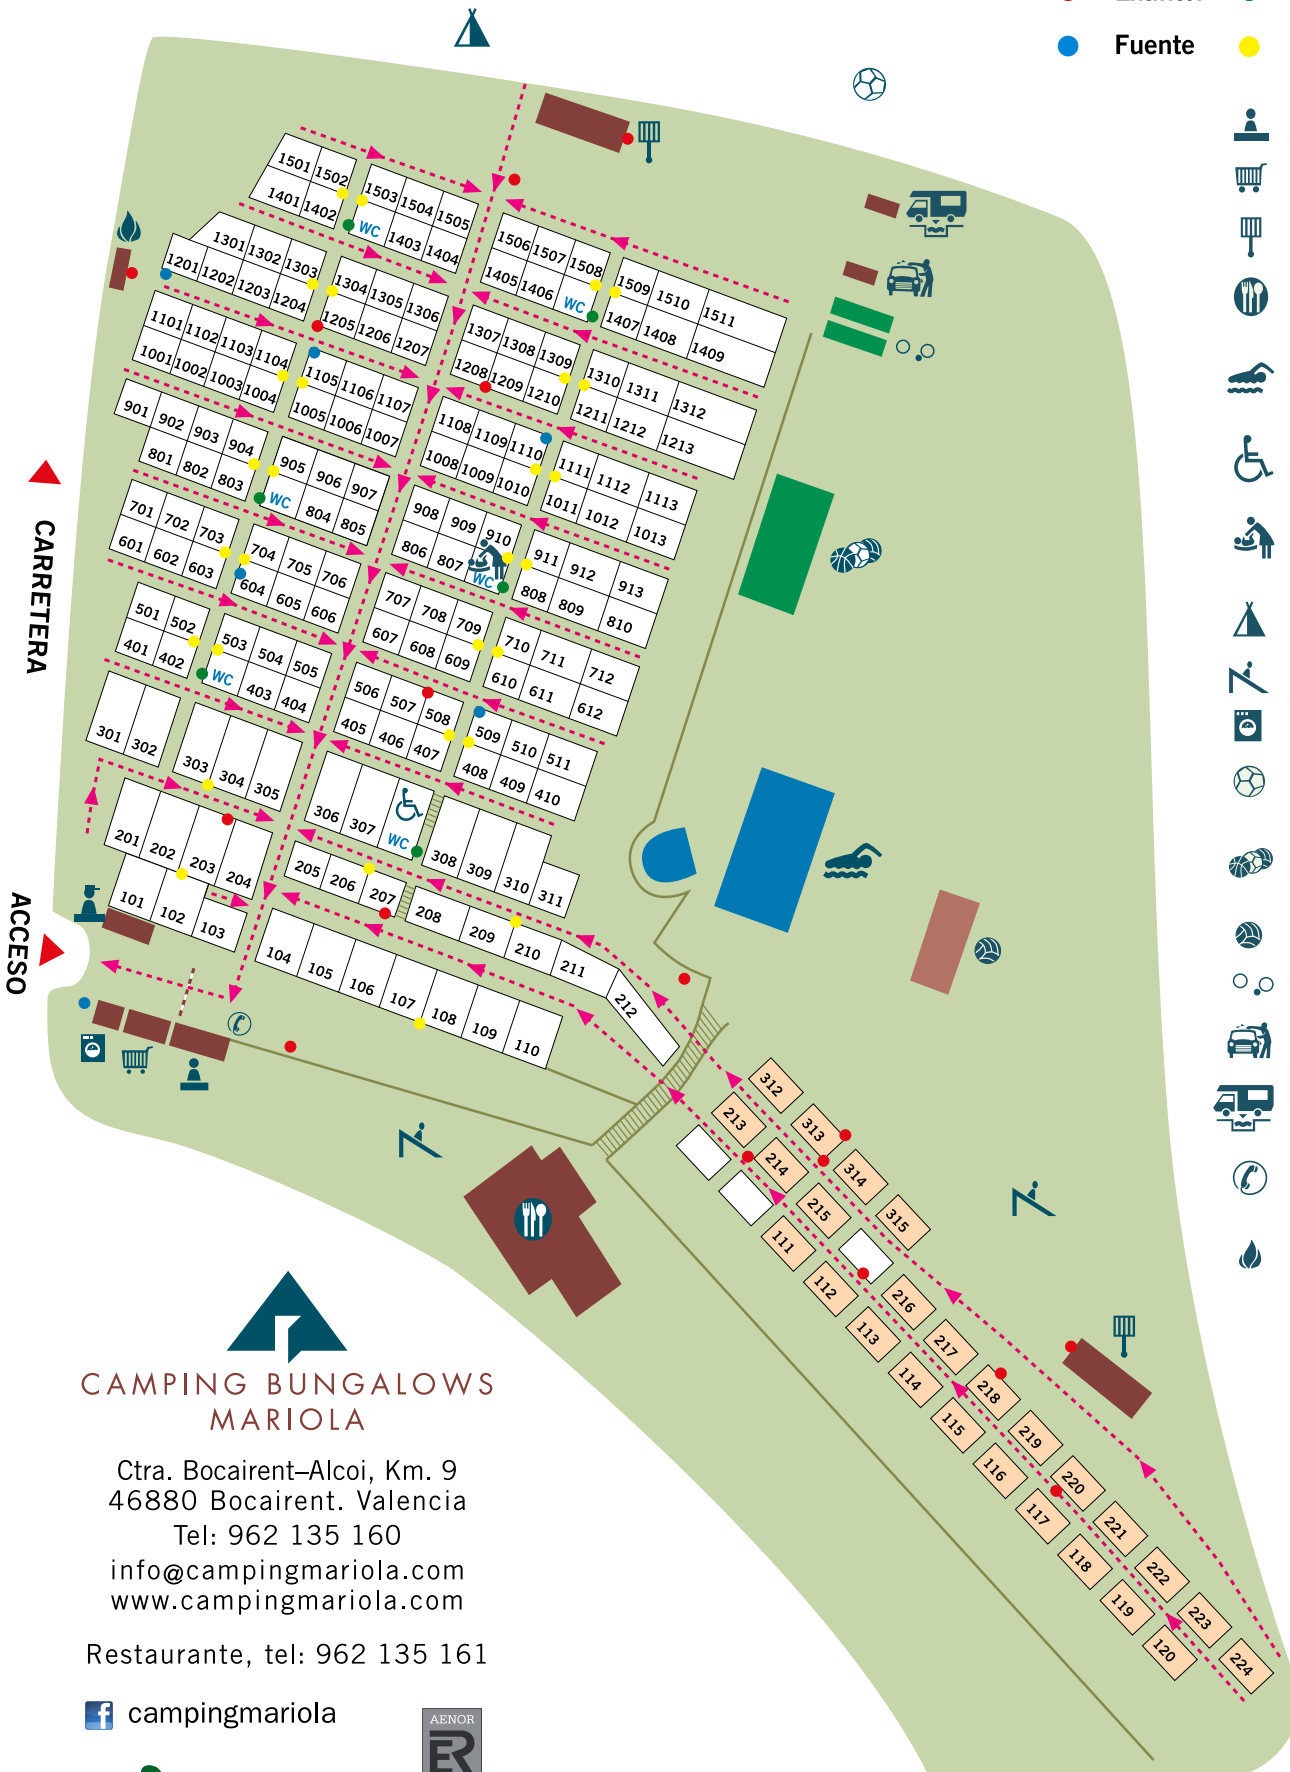 Fuente
1501 1502
1503 1504 1505
1401 1402
WC 1403 1404
1506 1507 1508
1509 1510 1511
1405 1406 WC
1407 1408 1409
1301 1302 1303
1304 1305 1306
1201 1202 1203 1204
1205 1206 1207
1307 1308 1309
1310 1311 1312
1208 1209 1210
1211 1212 1213
1101 1102 1103 1104
1105 1106 1107
1001 1002 1003 1004
1005 1006 1007
1108 1109 1110
1111 1112 1113
1008 1009 1010
1011 1012 1013
901 902 903 904
905 906 907
801 802 803
WC 804 805
908 909 910
911 912 913
806 807 WC
808 809 810
701 702 703
704 705 706
601 602 603
604 605 606
707 708 709
710 711 712
607 608 609
610 611 612
501 502
503 504 505
401 402
WC 403 404
506 507 508
509 510 511
405 406 407
408 409 410
301 302
303 304 305
306 307 WC
308 309 310 311
201 202 203 204
205 206 207
208 209 210 211 212
101 102 103
104 105 106 107 108 109 110
CARRETERA
ACCESO
312 313 314 315
213 214 215 216 217 218 219 220 221 222 223 224
111 112 113 114 115 116 117 118 119 120
CAMPING BUNGALOWS
MARIOLA
Ctra. Bocairent–Alcoi, Km. 9
46880 Bocairent. Valencia
Tel: 962 135 160
info@campingmariola.com
www.campingmariola.com
Restaurante, tel: 962 135 161
f campingmariola
AENOR
ER